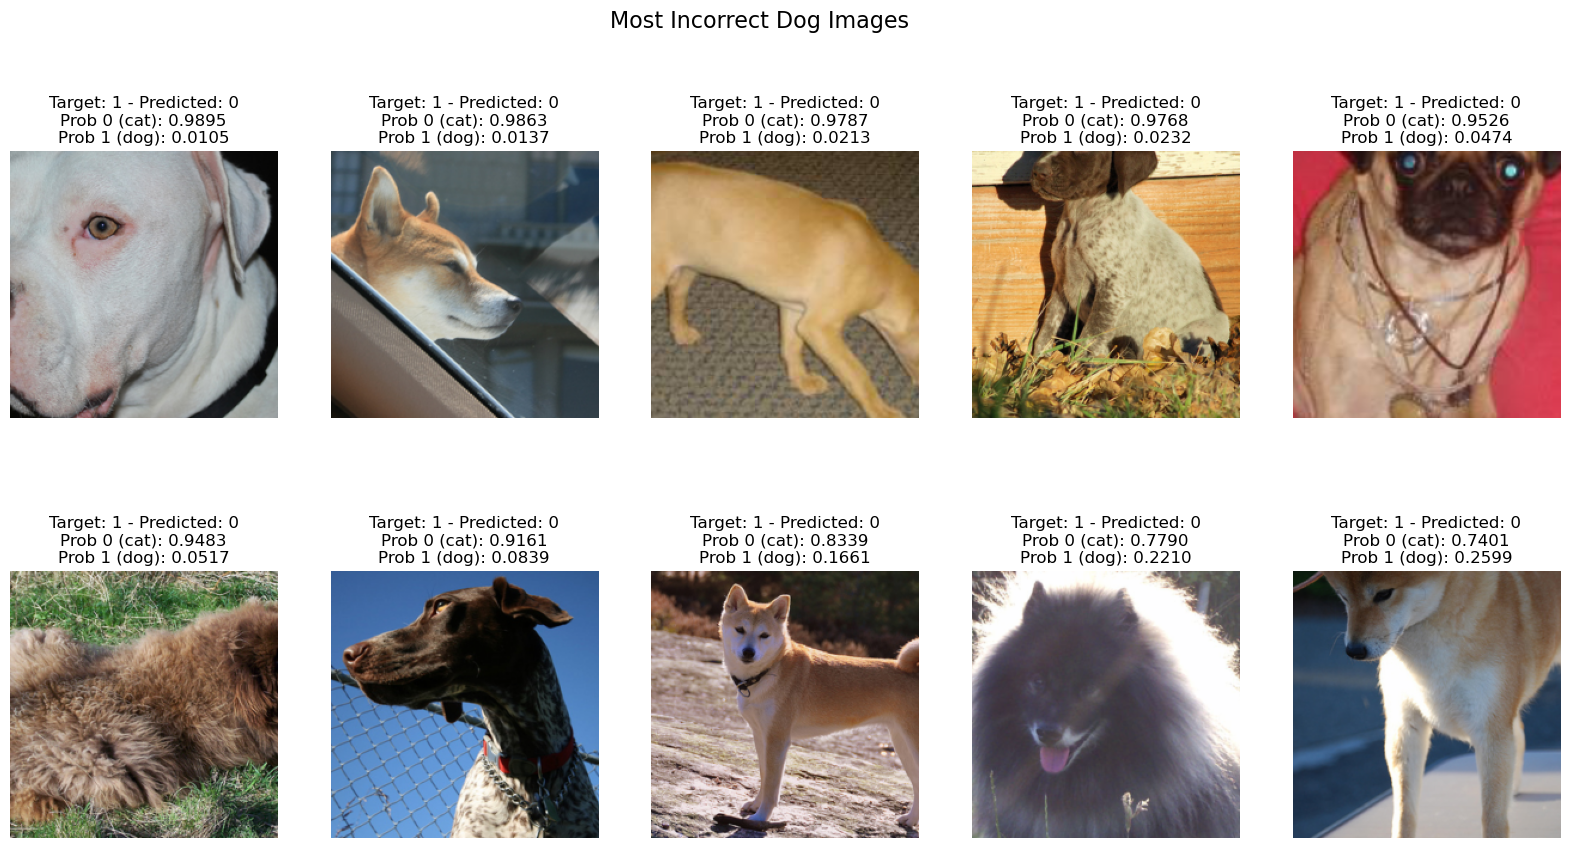 Most Incorrect Dog Images
Target: 1 - Predicted: 0
Prob 0 (cat): 0.9895
Prob 1 (dog): 0.0105
Target: 1 - Predicted: 0
Prob 0 (cat): 0.9863
Prob 1 (dog): 0.0137
Target: 1 - Predicted: 0
Prob 0 (cat): 0.9787
Prob 1 (dog): 0.0213
Target: 1 - Predicted: 0
Prob 0 (cat): 0.9768
Prob 1 (dog): 0.0232
Target: 1 - Predicted: 0
Prob 0 (cat): 0.9526
Prob 1 (dog): 0.0474
Target: 1 - Predicted: 0
Prob 0 (cat): 0.9483
Prob 1 (dog): 0.0517
Target: 1 - Predicted: 0
Prob 0 (cat): 0.9161
Prob 1 (dog): 0.0839
Target: 1 - Predicted: 0
Prob 0 (cat): 0.8339
Prob 1 (dog): 0.1661
Target: 1 - Predicted: 0
Prob 0 (cat): 0.7790
Prob 1 (dog): 0.2210
Target: 1 - Predicted: 0
Prob 0 (cat): 0.7401
Prob 1 (dog): 0.2599